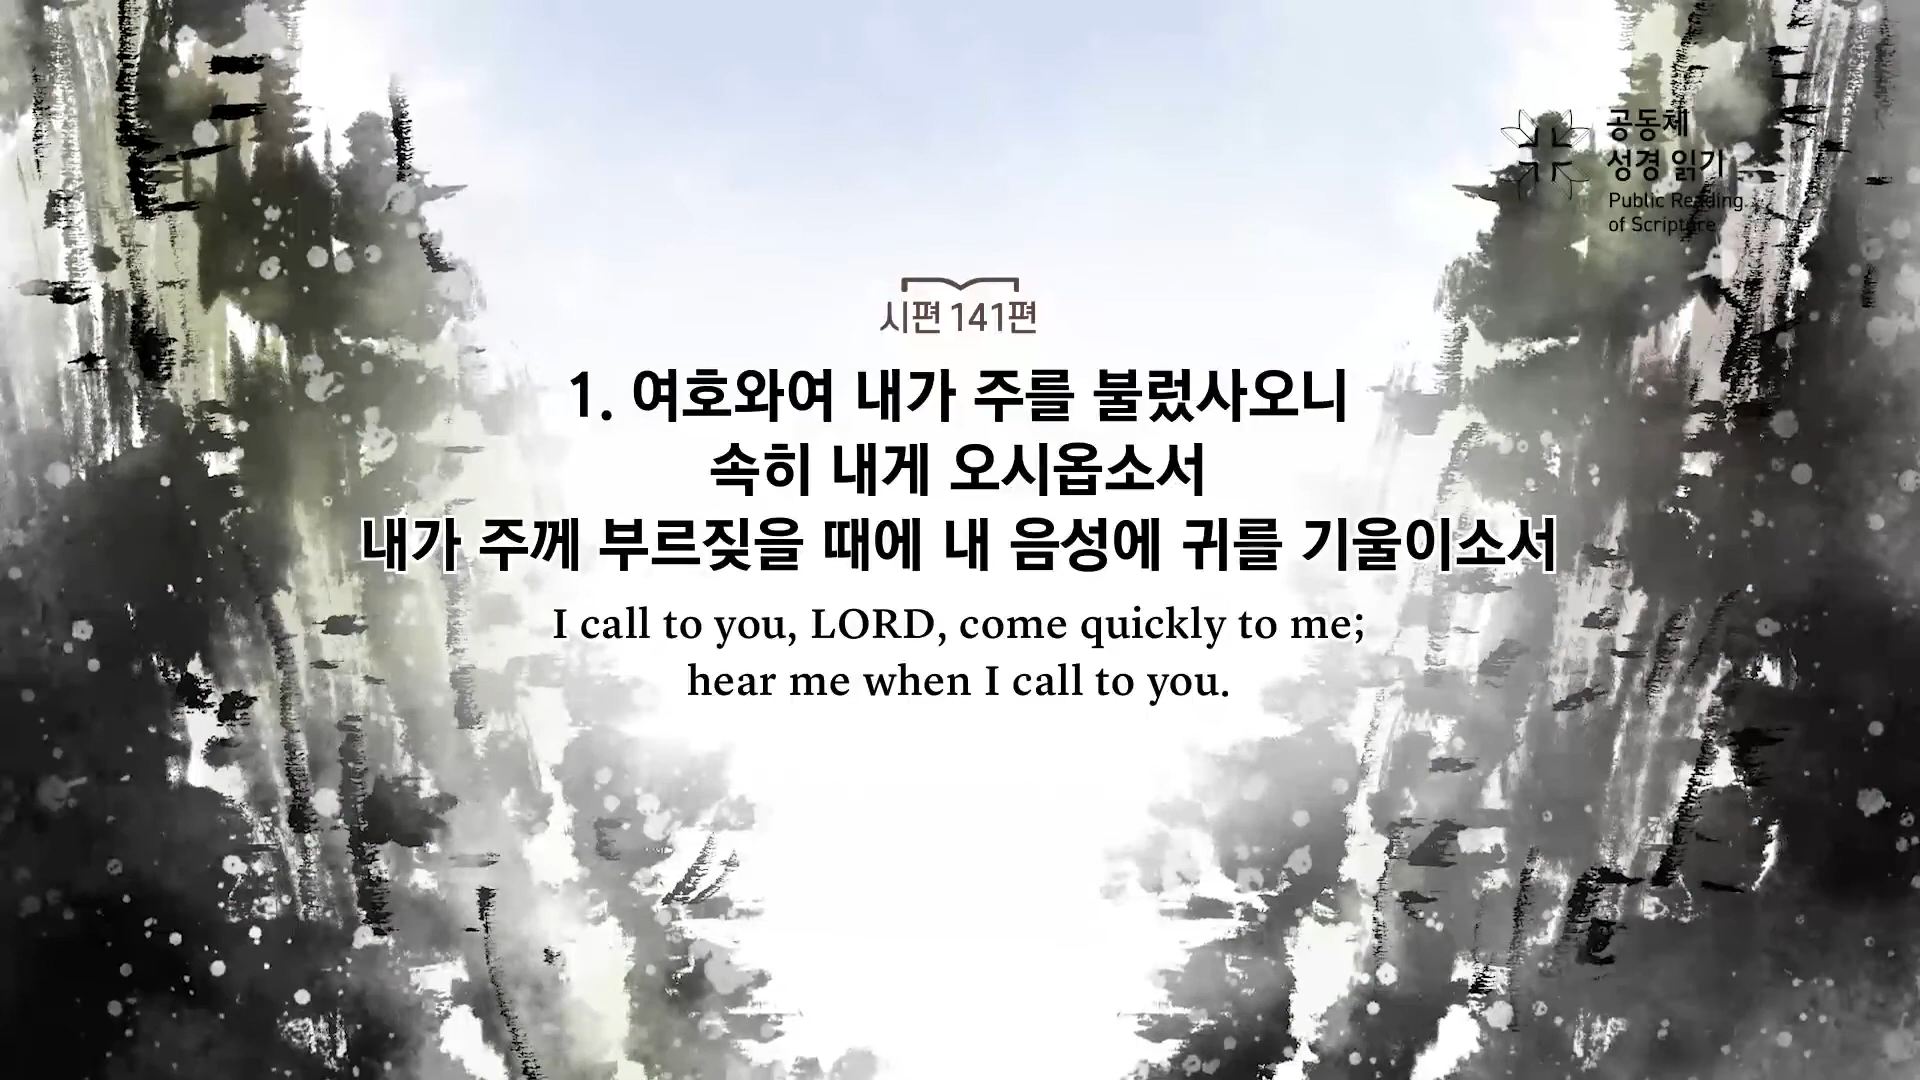 공동체
성경 읽기
Public Reading
of Scripture
시편 141편
1. 여호와여 내가 주를 불렀사오니
속히 내게 오시옵소서
내가 주께 부르짖을 때에 내 음성에 귀를 기울이소서
I call to you, LORD, come quickly to me;
hear me when I call to you.